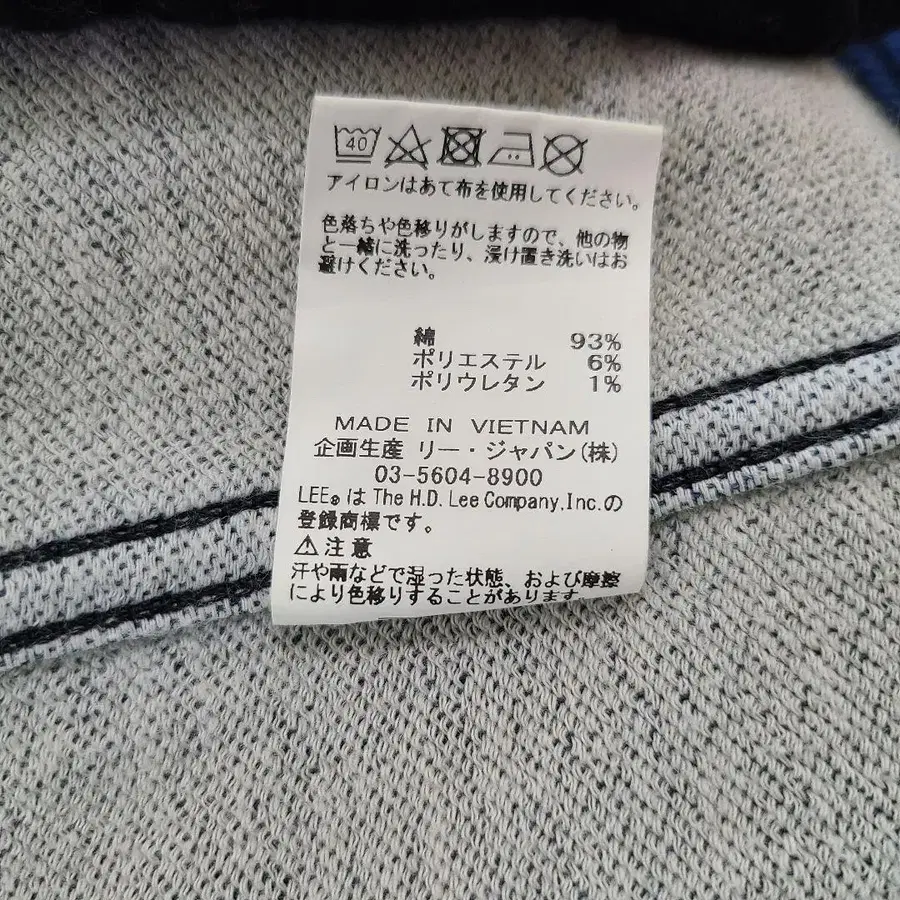 40
アイロンはあて布を使用してください。
色落ちや色移りがしますので、他の物
と一緒に洗ったり、浸け置き洗いはお
避けください。
綿 93%
ポリエステル 6%
ポリウレタン 1%
MADE IN VIETNAM
企画生産 リー・ジャパン(株)
03-5604-8900
LEE®は The H.D. Lee Company, Inc.の
登録商標です。
⚠注意
汗や雨などで湿った状態、および摩擦
により色移りすることがあります。